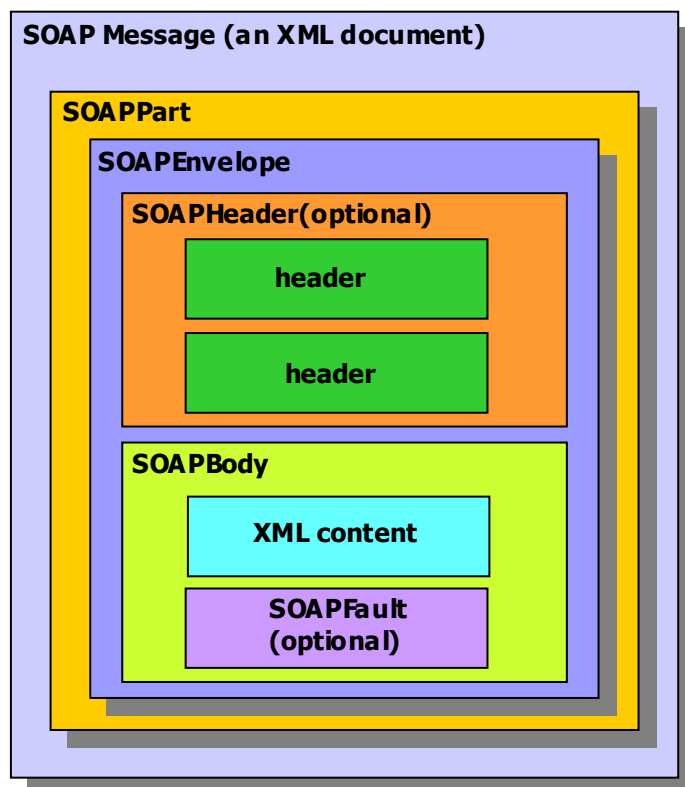 SOAP Message (an XML document)
SOAPPart
SOAPEnvelope
SOAPHeader(optional)
header
header
SOAPBody
XML content
SOAPFault
(optional)